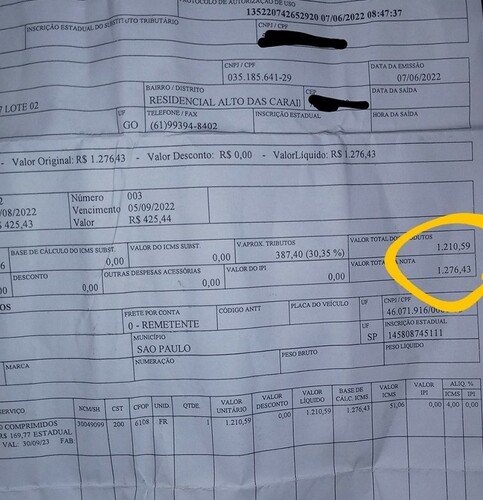 PROTOCOLO DE AUTORIZAÇÃO DE USO
135220742652920 07/06/2022 08:47:37
INSCRIÇÃO ESTADUAL DO SUBSTITUTO TRIBUTÁRIO
CNPJ / CPF
CNPJ / CPF
035.185.641-29
DATA DA EMISSÃO
07/06/2022
LOTE 02
BAIRRO / DISTRITO
RESIDENCIAL ALTO DAS CARAI
CEP
DATA DA SAÍDA
UF
GO
TELEFONE / FAX
(61)99394-8402
INSCRIÇÃO ESTADUAL
HORA DA SAÍDA
- Valor Original: R$ 1.276,43 - Valor Desconto: R$ 0,00 - ValorLíquido: R$ 1.276,43
2
/08/2022
Número 003
Vencimento 05/09/2022
Valor R$ 425,44
BASE DE CÁLCULO DO ICMS SUBST.
0,00
VALOR DO ICMS SUBST.
0,00
V.APROX. TRIBUTOS
387,40 (30,35 %)
VALOR TOTAL DOS PRODUTOS
1.210,59
DESCONTO
0,00
OUTRAS DESPESAS ACESSÓRIAS
0,00
VALOR DO IPI
0,00
VALOR TOTAL DA NOTA
1.276,43
OS
FRETE POR CONTA
0 - REMETENTE
CÓDIGO ANTT
PLACA DO VEÍCULO
UF
CNPJ / CPF
46.071.916/000
MUNICÍPIO
SAO PAULO
UF
SP
INSCRIÇÃO ESTADUAL
145808745111
MARCA
PESO BRUTO
PESO LÍQUIDO
SERVIÇO
NCM/SH
CST
CFOP
UNID.
QTDE.
VALOR UNITÁRIO
VALOR DESCONTO
VALOR LÍQUIDO
BASE DE CÁLC. ICMS
VALOR ICMS
VALOR IPI
ALIQ. %
ICMS
IPI
COMPRIMIDOS
R$ 169,77 ESTADUAL
VAL: 30/09/23 FAB.
30049099
200
6108
FR
1
1.210,59
0,00
1.210,59
1.276,43
51,06
0,00
4,00
0,00